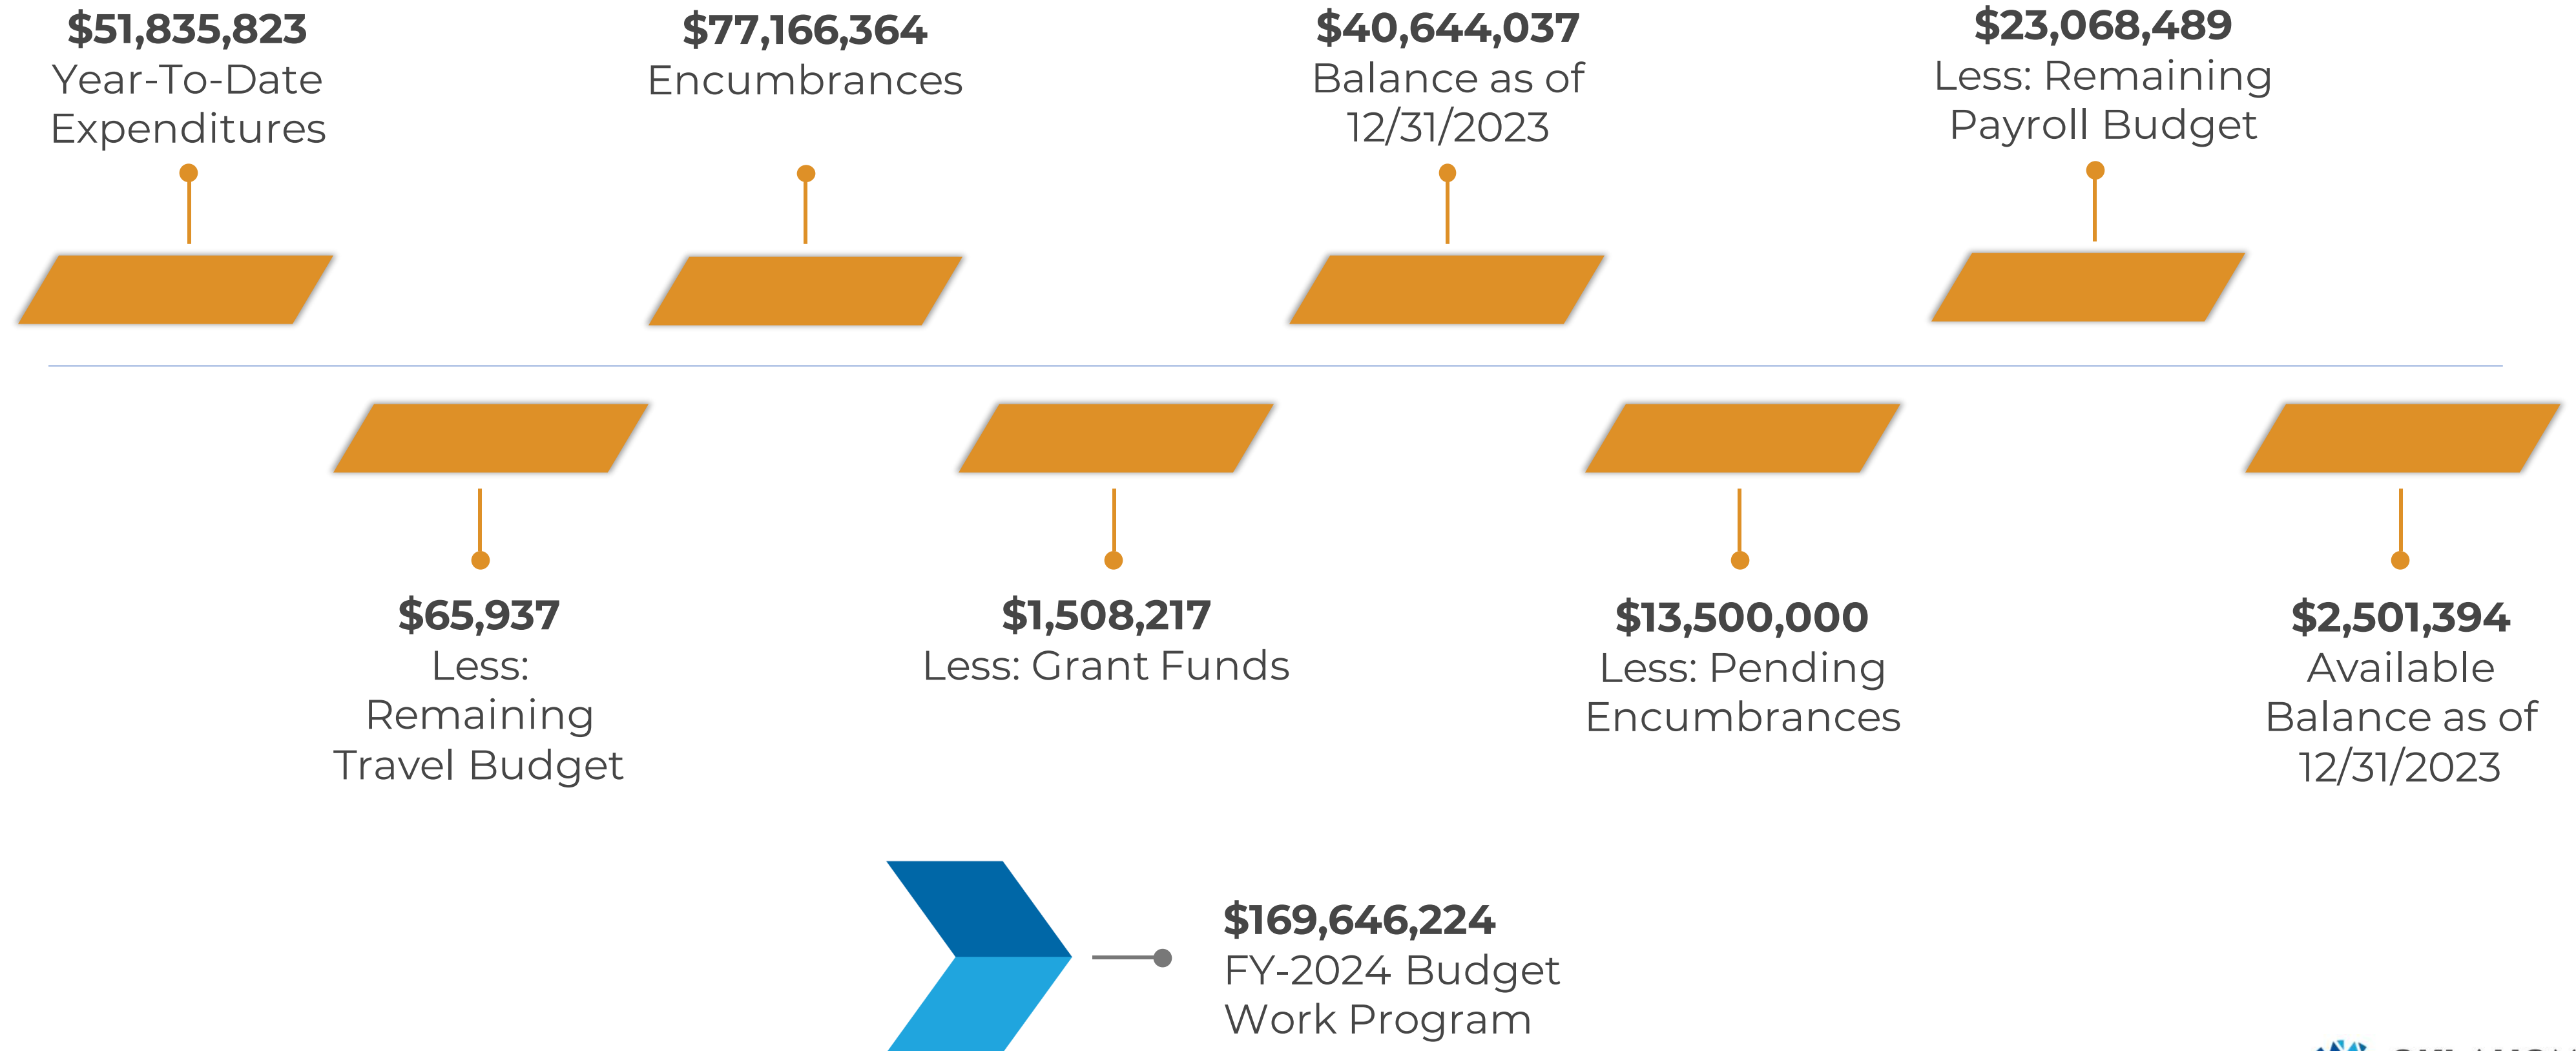 $51,835,823
Year-To-Date
Expenditures
$77,166,364
Encumbrances
$40,644,037
Balance as of
12/31/2023
$23,068,489
Less: Remaining
Payroll Budget
$65,937
Less:
Remaining
Travel Budget
$1,508,217
Less: Grant Funds
$13,500,000
Less: Pending
Encumbrances
$2,501,394
Available
Balance as of
12/31/2023
$169,646,224
FY-2024 Budget
Work Program